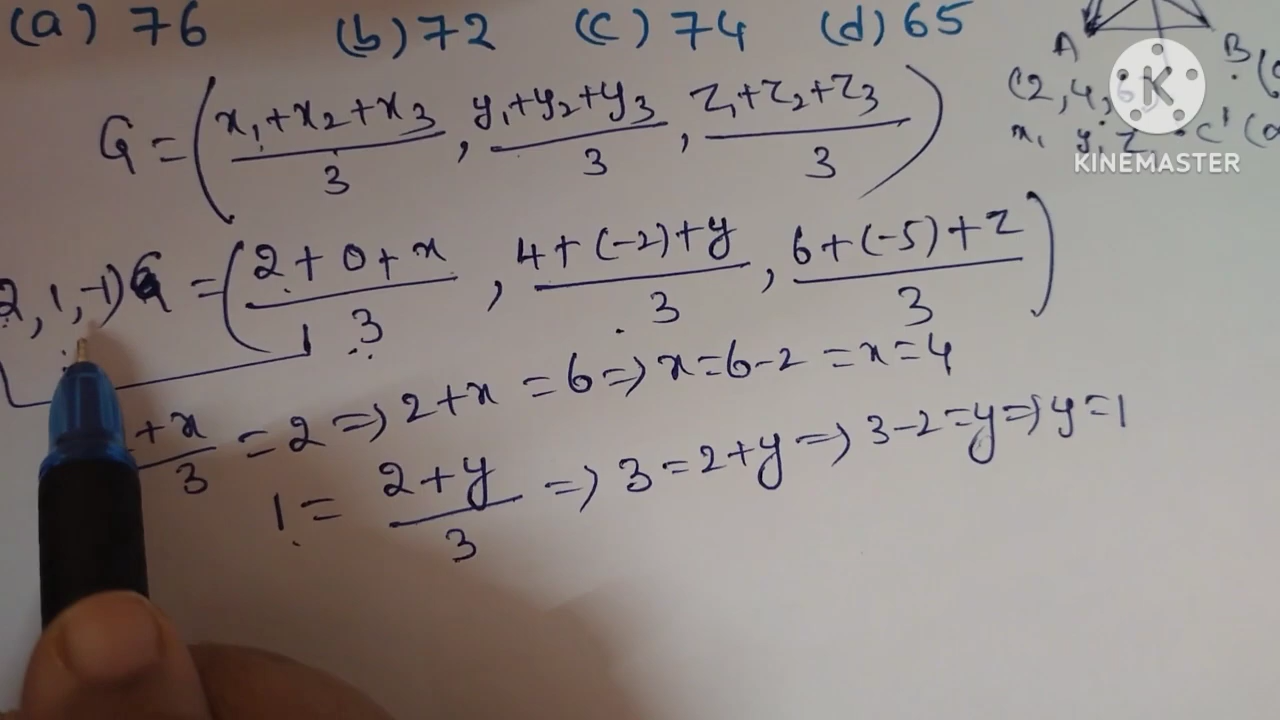 (a) 76 (b) 72 (c) 74 (d) 65
A B
(2, 4, 6)
x₁ y₁ z₁ C'
KINEMASTER
G = (x₁+x₂+x₃/3, y₁+y₂+y₃/3, z₁+z₂+z₃/3)
2, 1, -1) G = (2+0+x/3, 4+(-2)+y/3, 6+(-5)+z/3)
+x/3 = 2 => 2+x = 6 => x = 6-2 = x = 4
1 = 2+y/3 => 3 = 2+y => 3-2 = y => y = 1